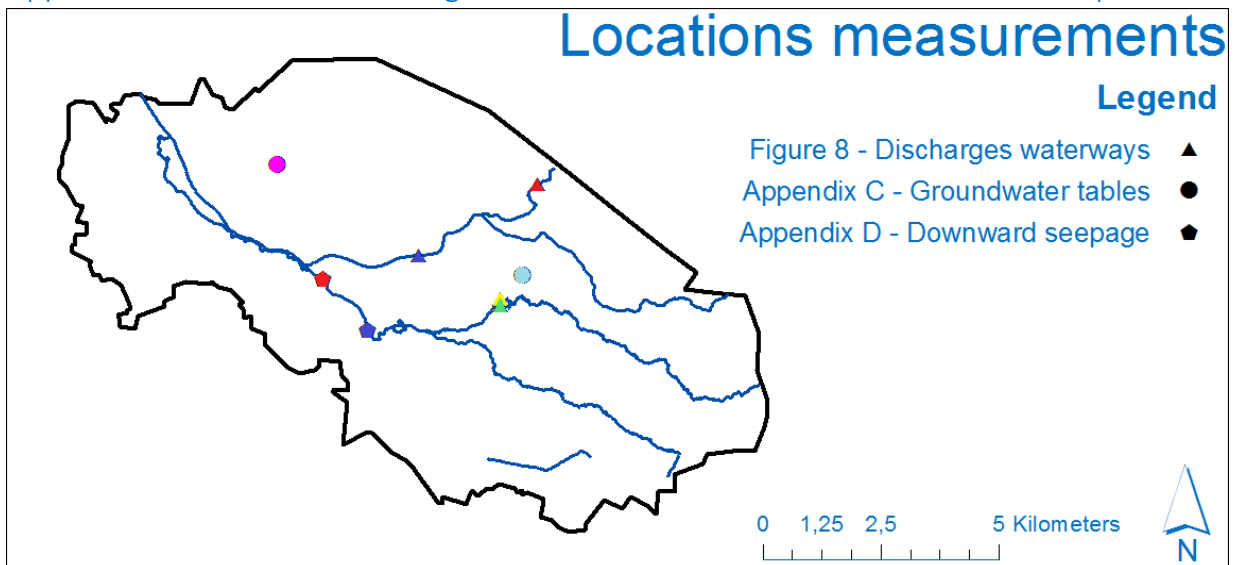 Locations measurements
Legend
Figure 8 - Discharges waterways
Appendix C - Groundwater tables
Appendix D - Downward seepage
0 1,25 2,5 5 Kilometers
N